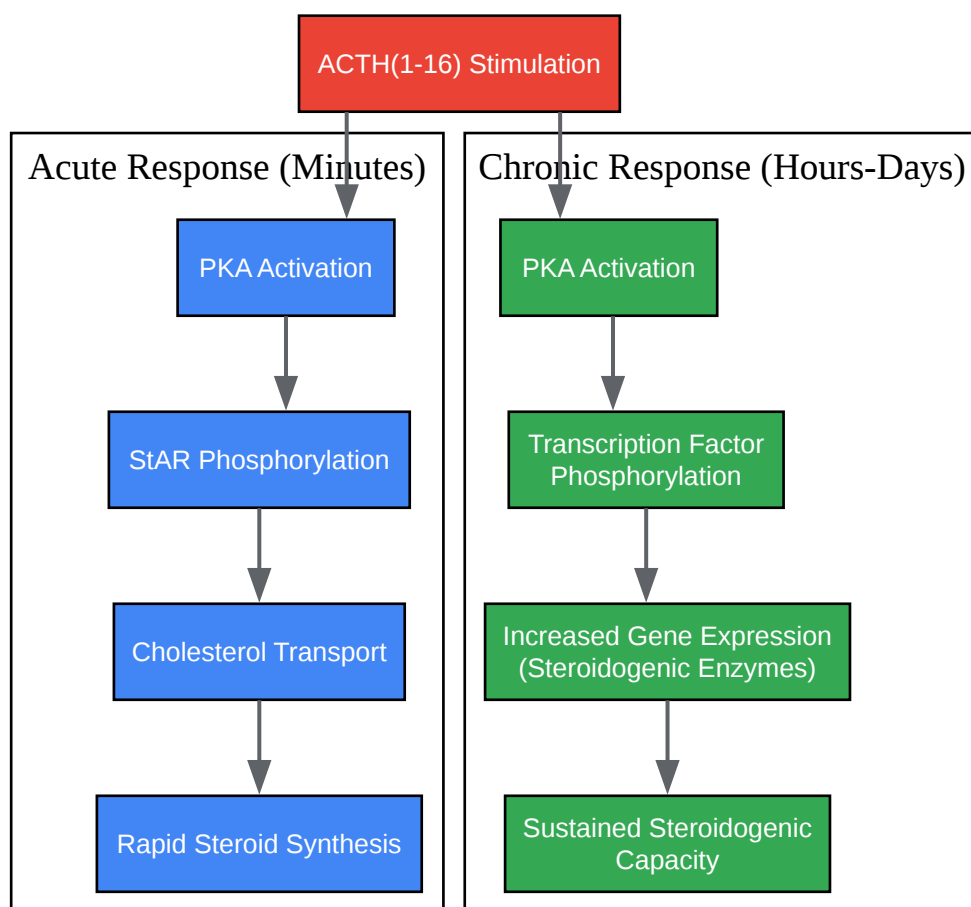 ACTH(1-16) Stimulation
Acute Response (Minutes)
PKA Activation
StAR Phosphorylation
Cholesterol Transport
Rapid Steroid Synthesis
Chronic Response (Hours-Days)
PKA Activation
Transcription Factor
Phosphorylation
Increased Gene Expression
(Steroidogenic Enzymes)
Sustained Steroidogenic
Capacity